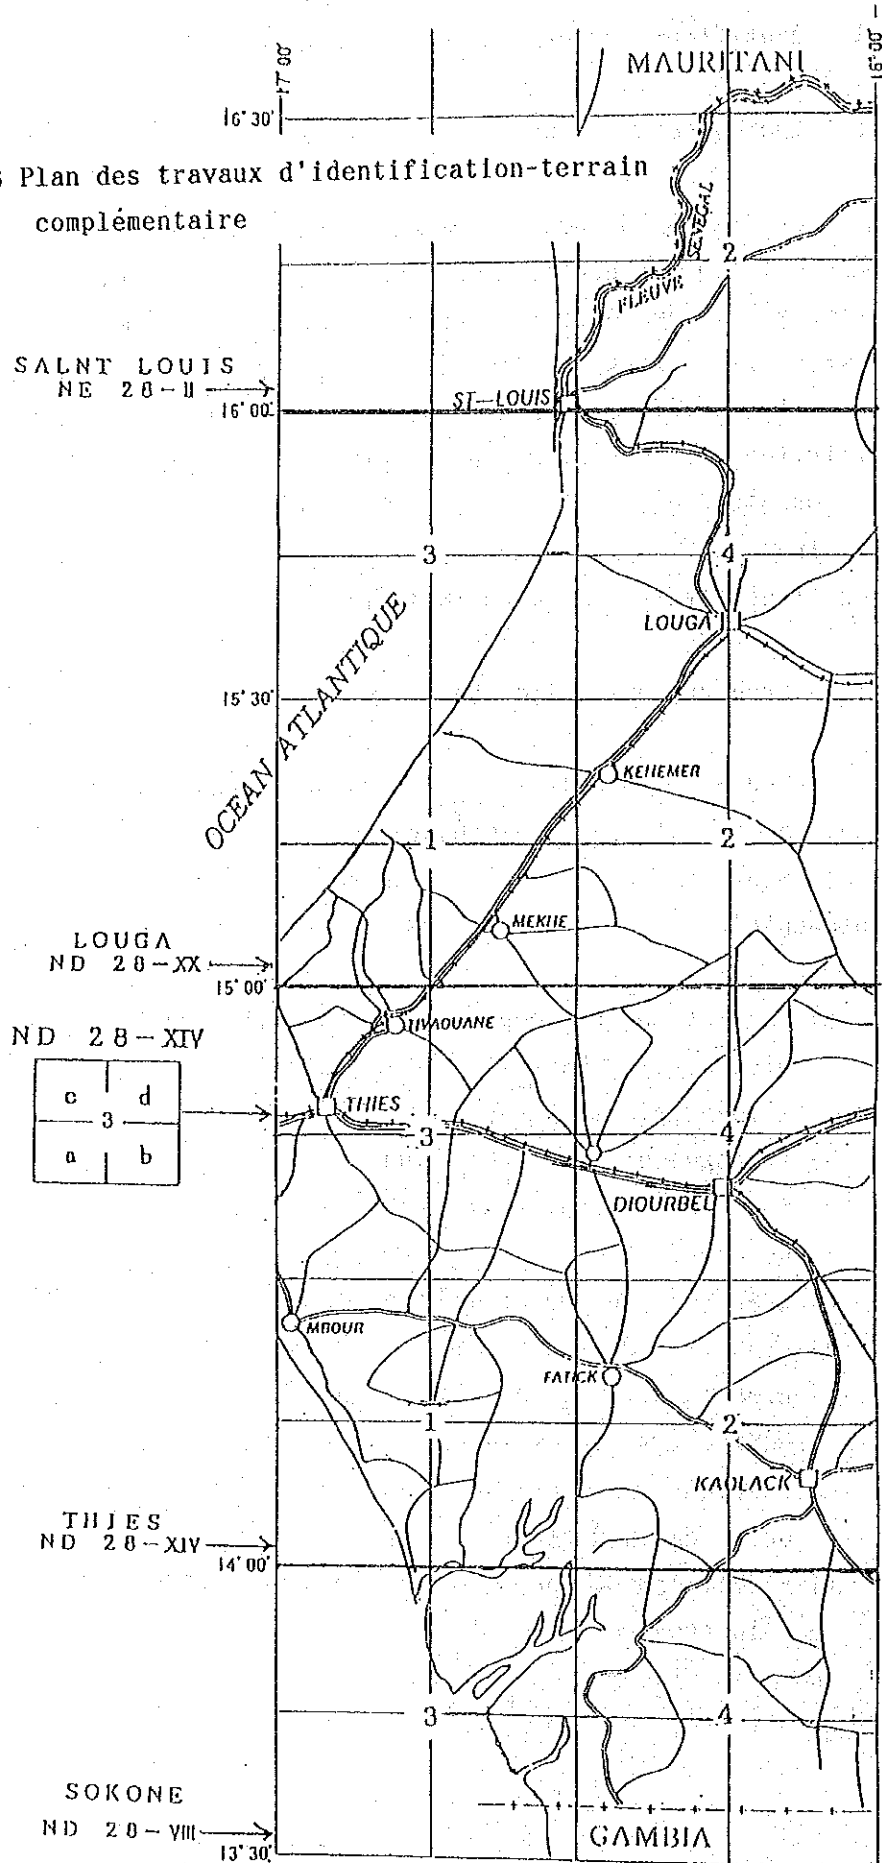 17°00'
16°00'
MAURITANI
16°30'
Plan des travaux d'identification-terrain
complémentaire
SENEGAL
2
FLEUVE
SALNT LOUIS
NE 28-II
ST-LOUIS
16°00'
3
4
OCEAN ATLANTIQUE
LOUGA
15°30'
KEHEMER
1
2
MEKHE
LOUGA
ND 28-XX
15°00'
TIVAOUANE
ND 28-XIV
c d
3
a b
THIES
3
4
DIOURBEL
MBOUR
FATICK
1
2
KAOLACK
THIES
ND 28-XIV
14°00'
3
4
SOKONE
ND 28-VIII
GAMBIA
13°30'